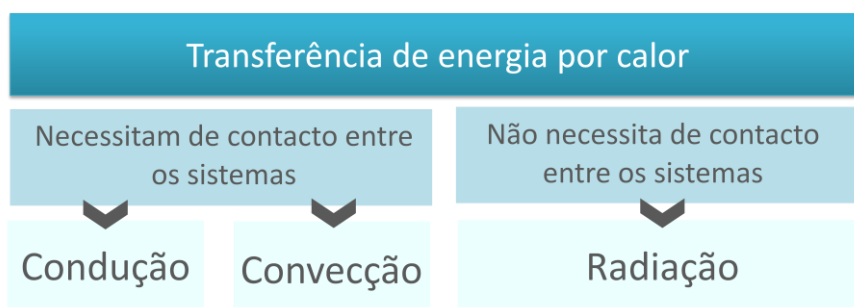 Transferência de energia por calor
Necessitam de contacto entre
os sistemas
Não necessita de contacto
entre os sistemas
Condução
Convecção
Radiação